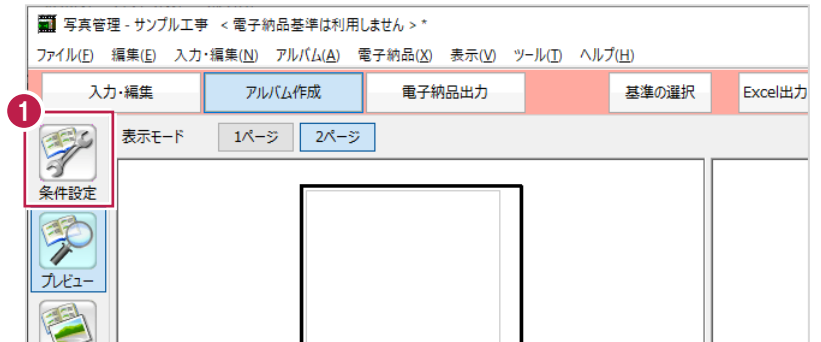 写真管理 - サンプル工事 < 電子納品基準は利用しません > *
ファイル(F) 編集(E) 入力・編集(N) アルバム(A) 電子納品(X) 表示(V) ツール(T) ヘルプ(H)
入力・編集 アルバム作成 電子納品出力 基準の選択 Excel出力
1
表示モード 1ページ 2ページ
条件設定
プレビュー